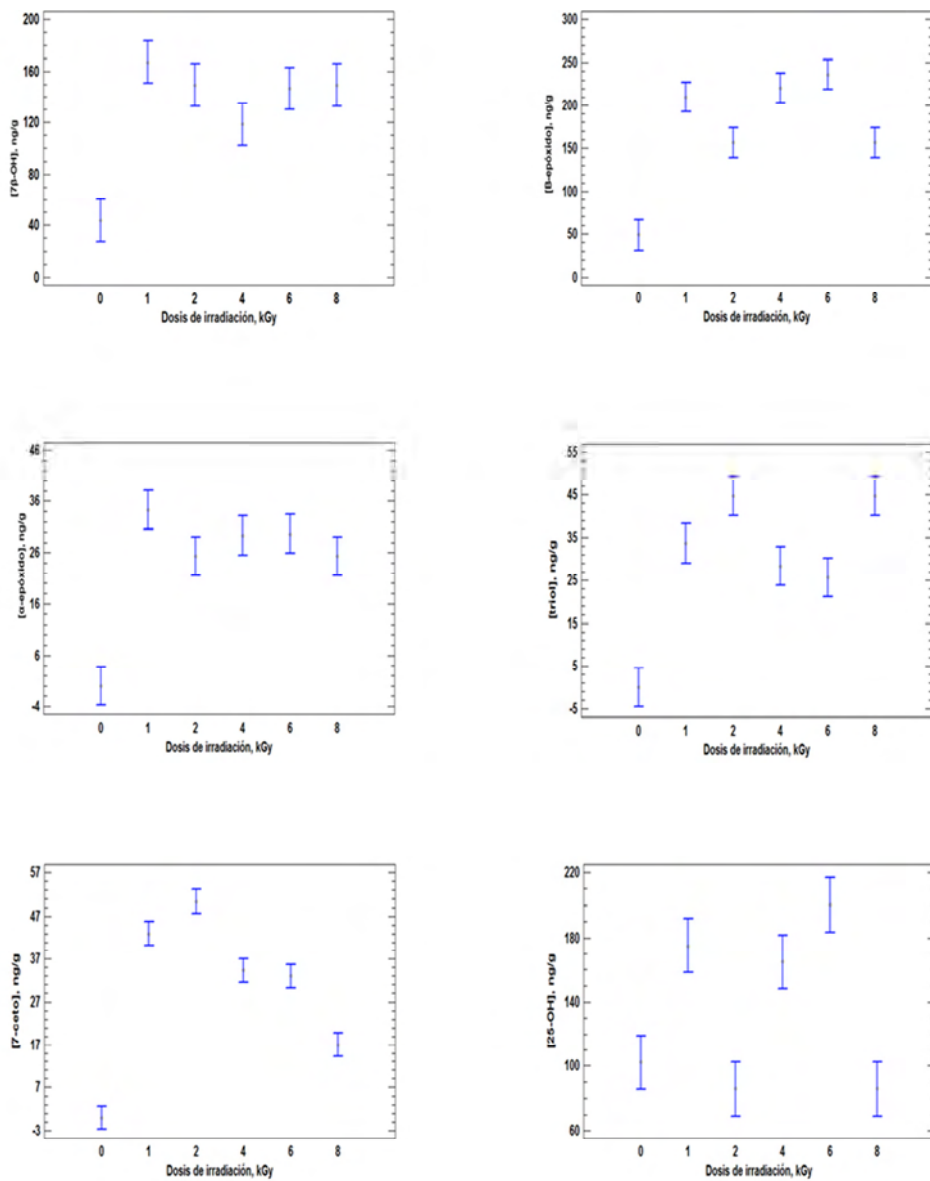 200
160
120
80
40
0
[7β-OH], ng/g
0 1 2 4 6 8
Dosis de irradiación, kGy
300
250
200
150
100
50
0
[B-epóxido], ng/g
0 1 2 4 6 8
Dosis de irradiación, kGy
46
36
26
16
6
-4
[α-epóxido], ng/g
0 1 2 4 6 8
Dosis de irradiación, kGy
55
45
35
25
15
5
-5
[triol], ng/g
0 1 2 4 6 8
Dosis de irradiación, kGy
57
47
37
27
17
7
-3
[7-ceto], ng/g
0 1 2 4 6 8
Dosis de irradiación, kGy
220
180
140
100
60
[25-OH], ng/g
0 1 2 4 6 8
Dosis de irradiación, kGy